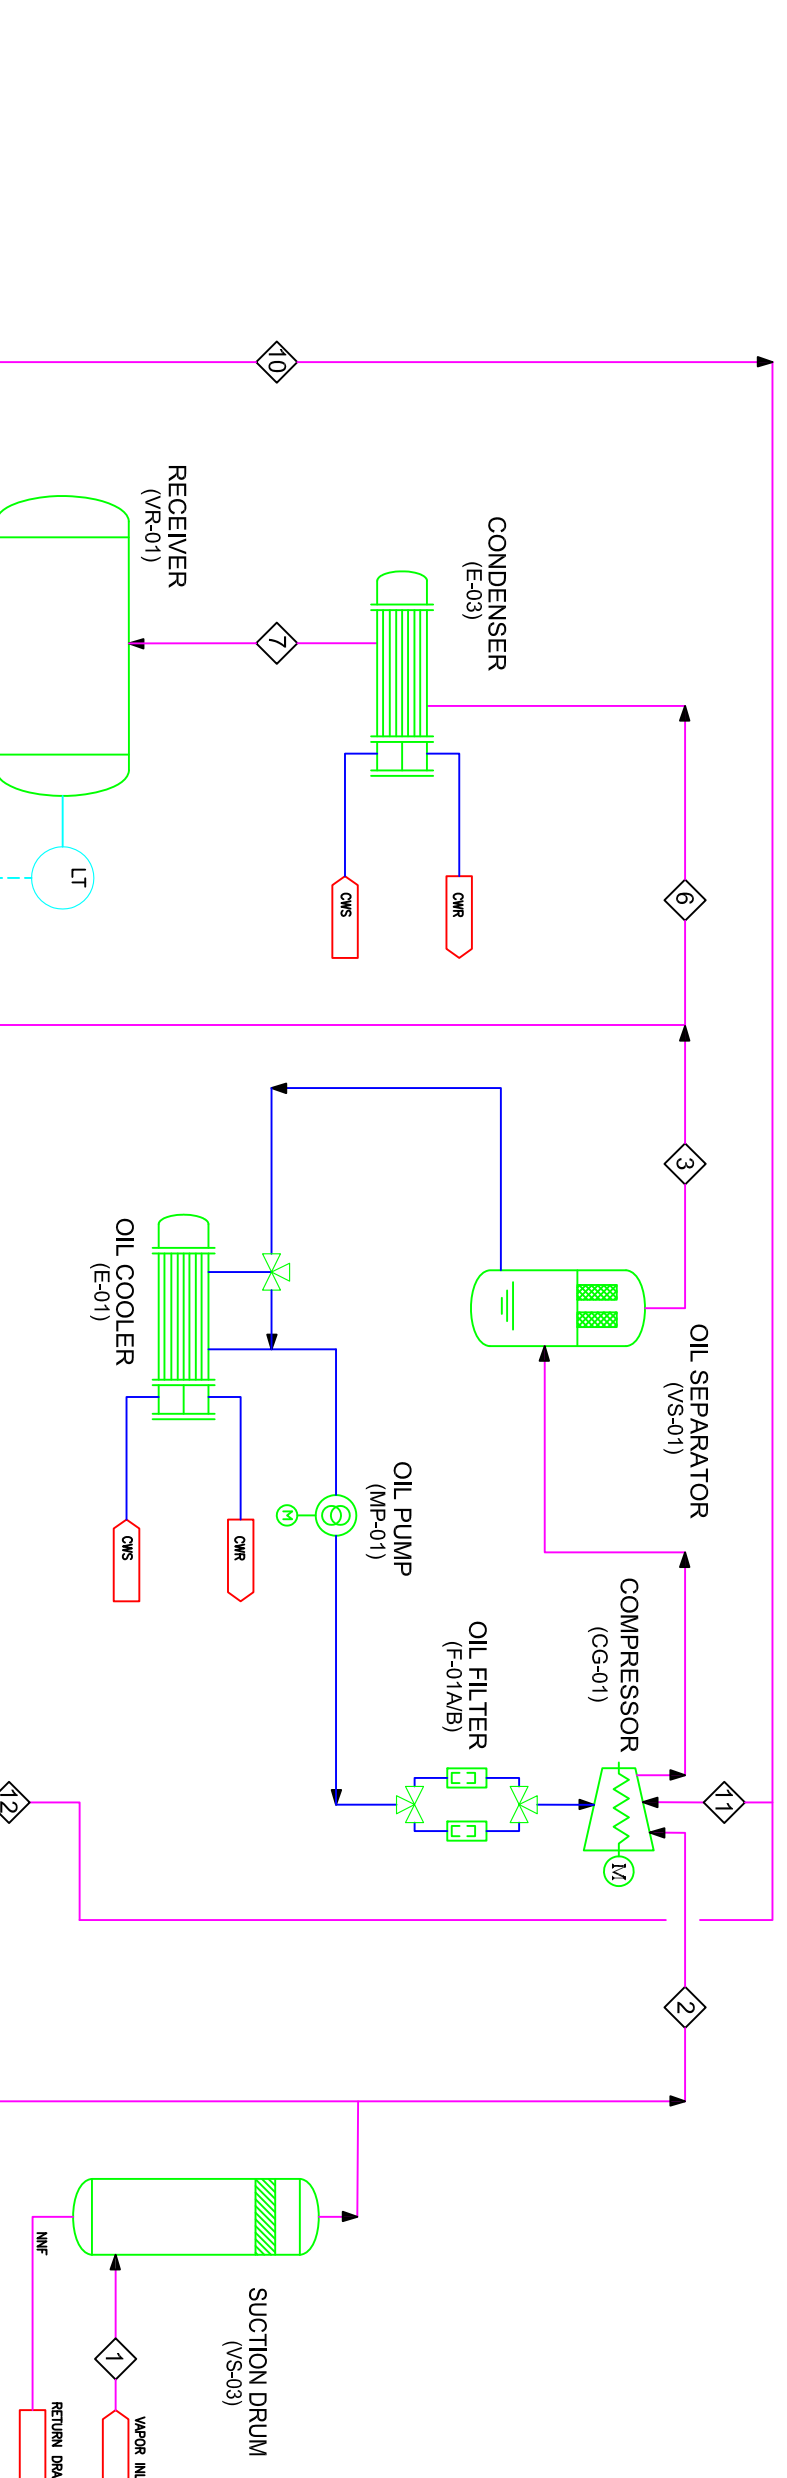 10
RECEIVER
(VR-01)
CONDENSER
(E-03)
7
LT
CWS
CWR
6
3
OIL COOLER
(E-01)
OIL SEPARATOR
(VS-01)
CWS
CWR
OIL PUMP
(MP-01)
M
OIL FILTER
(F-01A/B)
COMPRESSOR
(CG-01)
M
11
12
2
NNF
SUCTION DRUM
(VS-03)
1
RETURN DRA
VAPOR INL